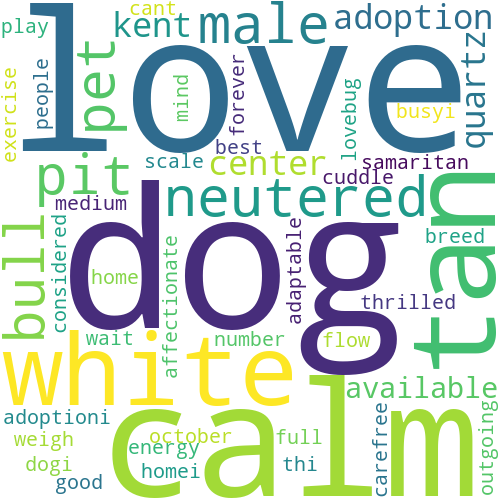 cant
play
kent
male
adoption
love
pet
quartz
exercise
people
mind
forever
busyi
best
lovebug
scale
center
samaritan
pit
cuddle
neutered
medium
tan
bull
considered
dog
breed
affectionate
adaptable
home
thrilled
wait
number
flow
white
calm
available
outgoing
carefree
adoptioni
october
full
weigh
energy
dogi
homei
thi
good